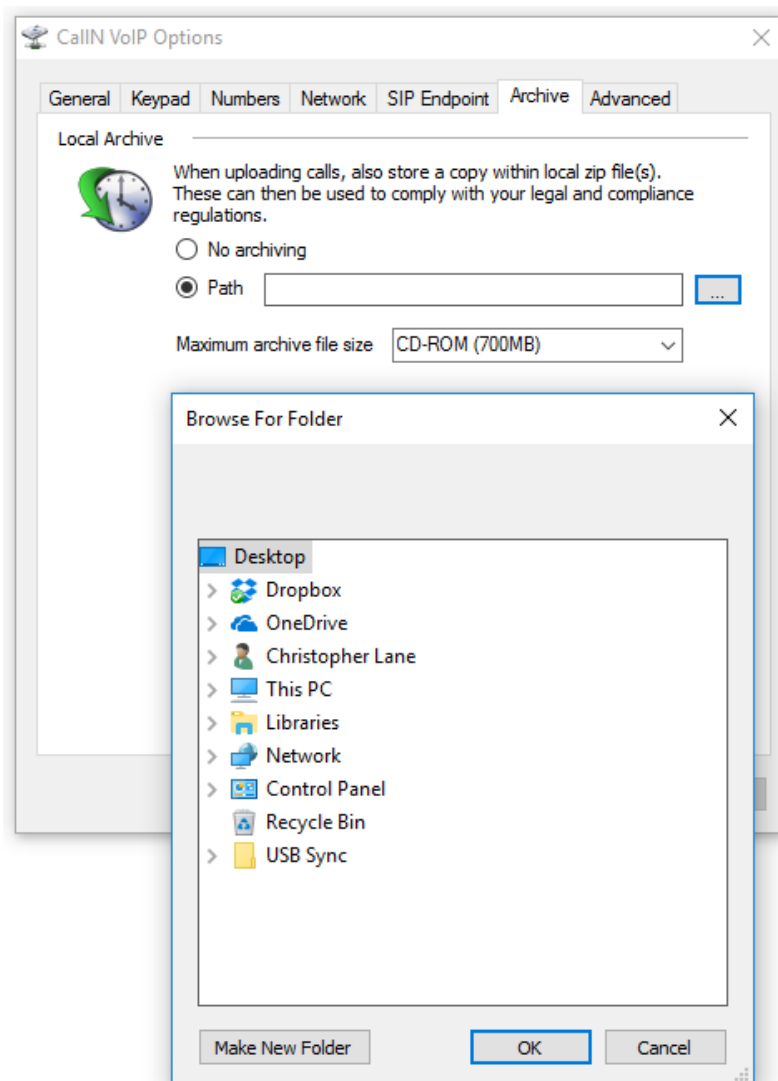 CallN VoIP Options
General Keypad Numbers Network SIP Endpoint Archive Advanced
Local Archive
When uploading calls, also store a copy within local zip file(s).
These can then be used to comply with your legal and compliance
regulations.
No archiving
Path ...
Maximum archive file size CD-ROM (700MB)
Browse For Folder
Desktop
Dropbox
OneDrive
Christopher Lane
This PC
Libraries
Network
Control Panel
Recycle Bin
USB Sync
Make New Folder OK Cancel